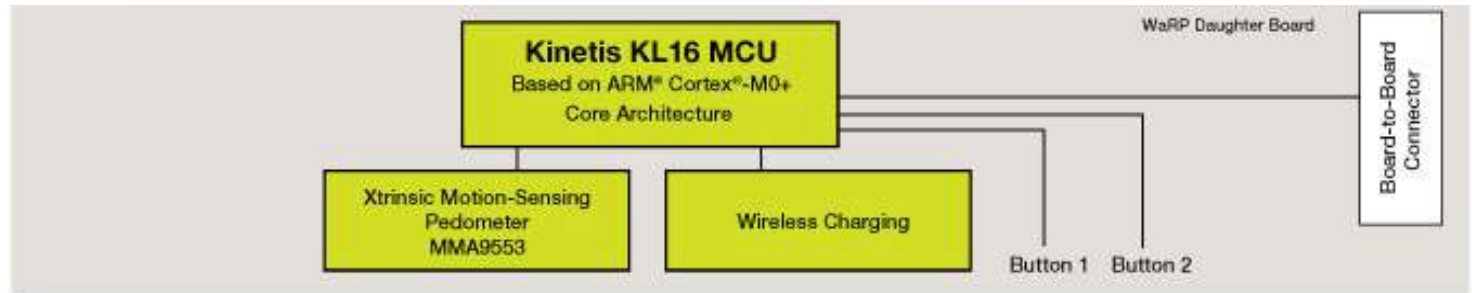 Kinetis KL16 MCU
Based on ARM® Cortex®-M0+
Core Architecture
WaRP Daughter Board
Board-to-Board
Connector
Xtrinsic Motion-Sensing
Pedometer
MMA9553
Wireless Charging
Button 1
Button 2